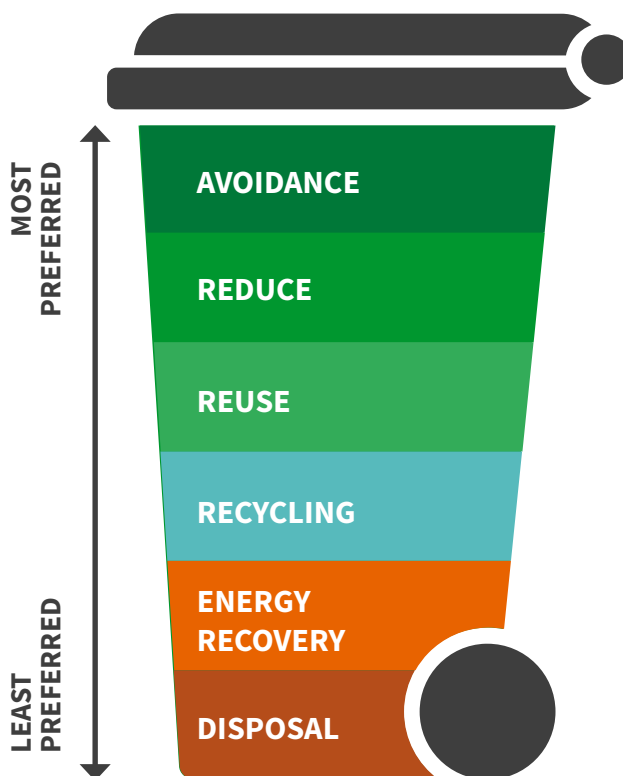 MOST
PREFERRED
AVOIDANCE
REDUCE
REUSE
RECYCLING
ENERGY
RECOVERY
DISPOSAL
LEAST
PREFERRED